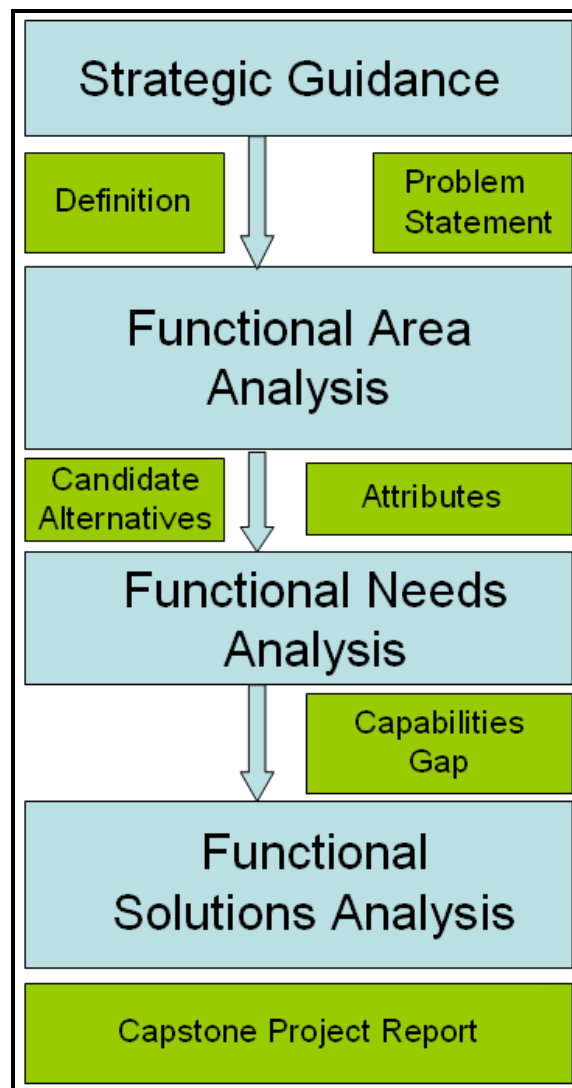 Strategic Guidance
Definition
Problem
Statement
Functional Area
Analysis
Candidate
Alternatives
Attributes
Functional Needs
Analysis
Capabilities
Gap
Functional
Solutions Analysis
Capstone Project Report